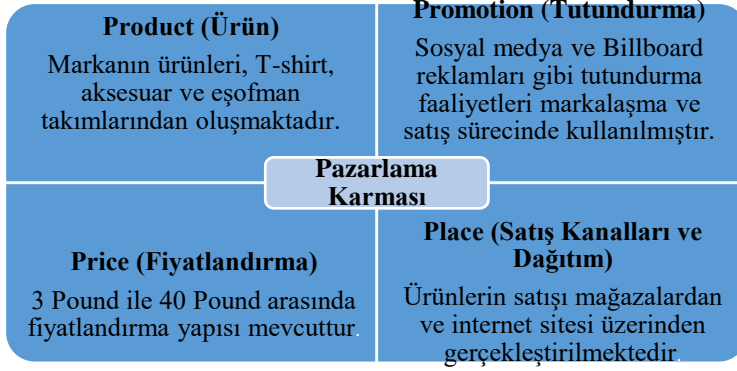 Product (Ürün)
Markanın ürünleri, T-shirt,
aksesuar ve eşofman
takımlarından oluşmaktadır.
Promotion (Tutundurma)
Sosyal medya ve Billboard
reklamları gibi tutundurma
faaliyetleri markalaşma ve
satış sürecinde kullanılmıştır.
Pazarlama
Karması
Price (Fiyatlandırma)
3 Pound ile 40 Pound arasında
fiyatlandırma yapısı mevcuttur.
Place (Satış Kanalları ve
Dağıtım)
Ürünlerin satışı mağazalardan
ve internet sitesi üzerinden
gerçekleştirilmektedir.